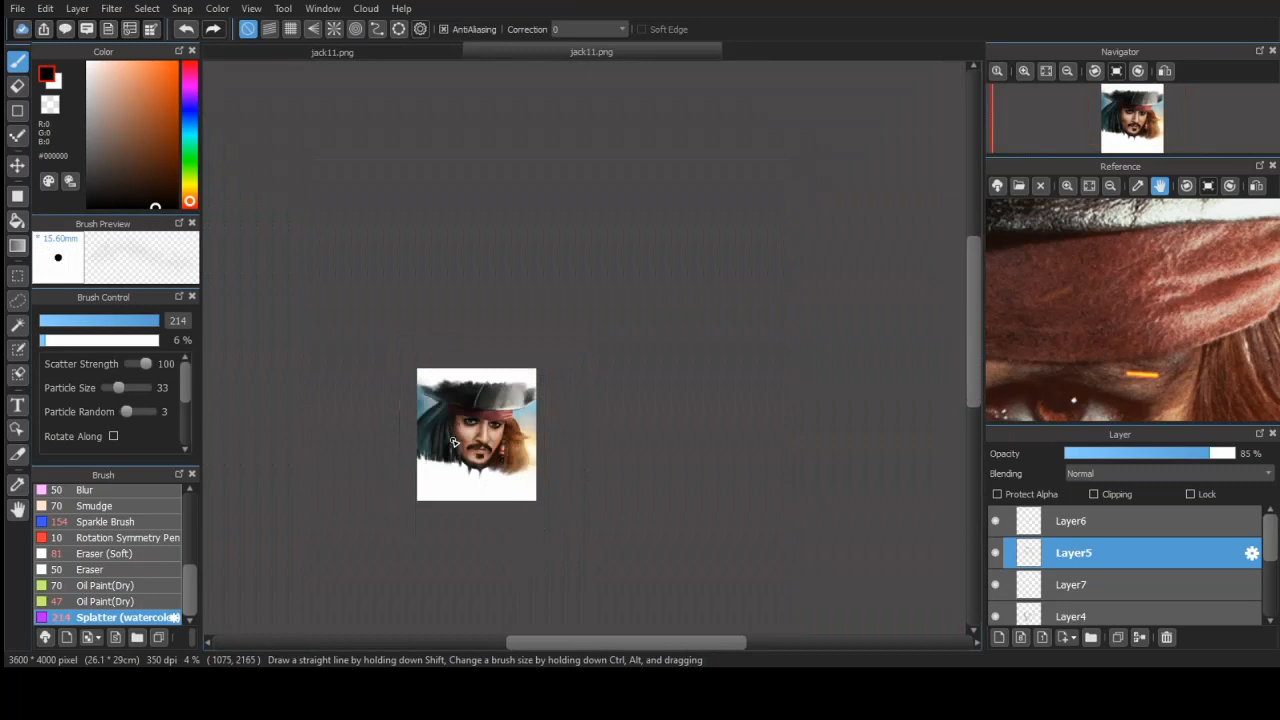 File Edit Layer Filter Select Snap Color View Tool Window Cloud Help
AntiAliasing Correction 0 Soft Edge
jack11.png jack11.png
Color
R:0
G:0
B:0
#000000
Brush Preview
* 15.60mm
Brush Control
214
6 %
Scatter Strength 100
Particle Size 33
Particle Random 3
Rotate Along
Brush
50 Blur
70 Smudge
154 Sparkle Brush
10 Rotation Symmetry Pen
81 Eraser (Soft)
50 Eraser
70 Oil Paint(Dry)
47 Oil Paint(Dry)
214 Splatter (watercolo
Navigator
Reference
Layer
Opacity 85 %
Blending Normal
Protect Alpha Clipping Lock
Layer6
Layer5
Layer7
Layer4
3600 * 4000 pixel (26.1 * 29cm) 350 dpi 4 % ( 1075, 2165) Draw a straight line by holding down Shift, Change a brush size by holding down Ctrl, Alt, and dragging